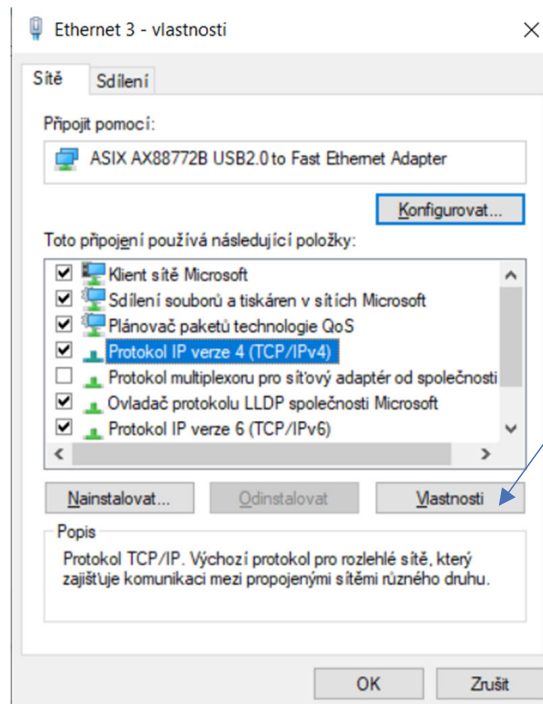 Ethernet 3 - vlastnosti
Sítě Sdílení
Připojit pomocí:
ASIX AX88772B USB2.0 to Fast Ethernet Adapter
Konfigurovat...
Toto připojení používá následující položky:
Klient sítě Microsoft
Sdílení souborů a tiskáren v sítích Microsoft
Plánovač paketů technologie QoS
Protokol IP verze 4 (TCP/IPv4)
Protokol multiplexoru pro síťový adaptér od společnosti
Ovladač protokolu LLDP společnosti Microsoft
Protokol IP verze 6 (TCP/IPv6)
Nainstalovat... Odinstalovat Vlastnosti
Popis
Protokol TCP/IP. Výchozí protokol pro rozlehlé sítě, který
zajišťuje komunikaci mezi propojenými sítěmi různého druhu.
OK Zrušit